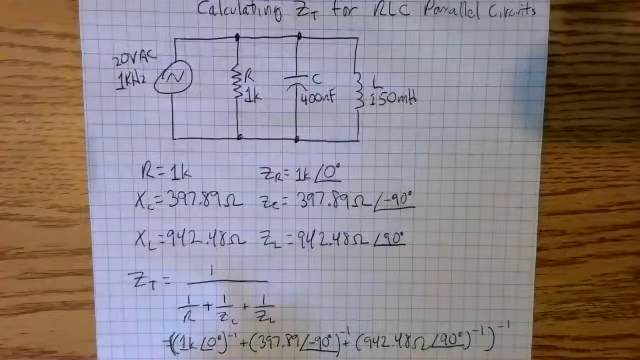 Calculating Z_T for RLC Parallel Circuits
20VAC
1KHz
R
1k
C
400nF
L
150mH
R=1k Z_R=1k∠0°
X_C=397.89Ω Z_C=397.89Ω∠-90°
X_L=942.48Ω Z_L=942.48Ω∠90°
Z_T = 1
1/R + 1/Z_C + 1/Z_L
=((1k∠0°)^-1+(397.89∠-90°)^-1+(942.48Ω∠90°)^-1)^-1